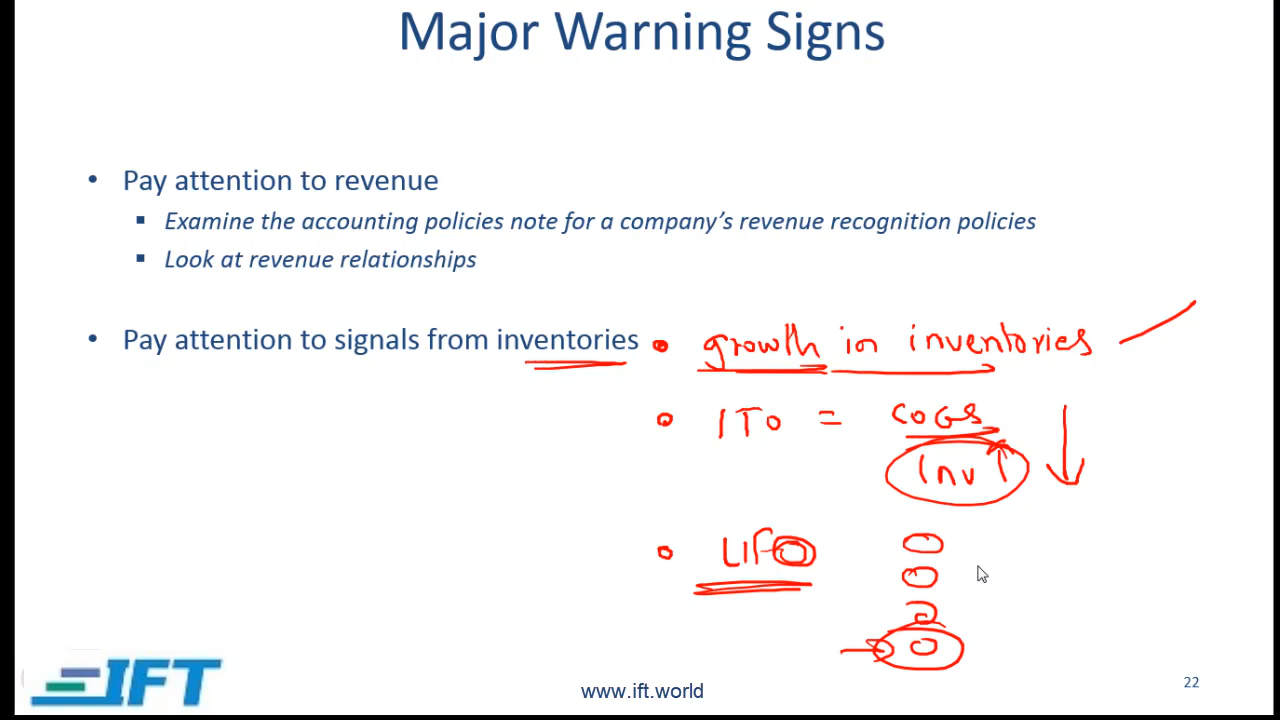 Major Warning Signs
• Pay attention to revenue
▪ Examine the accounting policies note for a company’s revenue recognition policies
▪ Look at revenue relationships
• Pay attention to signals from inventories • growth in inventories
• ITO = COGS
Inv ↑ ↓
• LIFO
IFT
www.ift.world
22